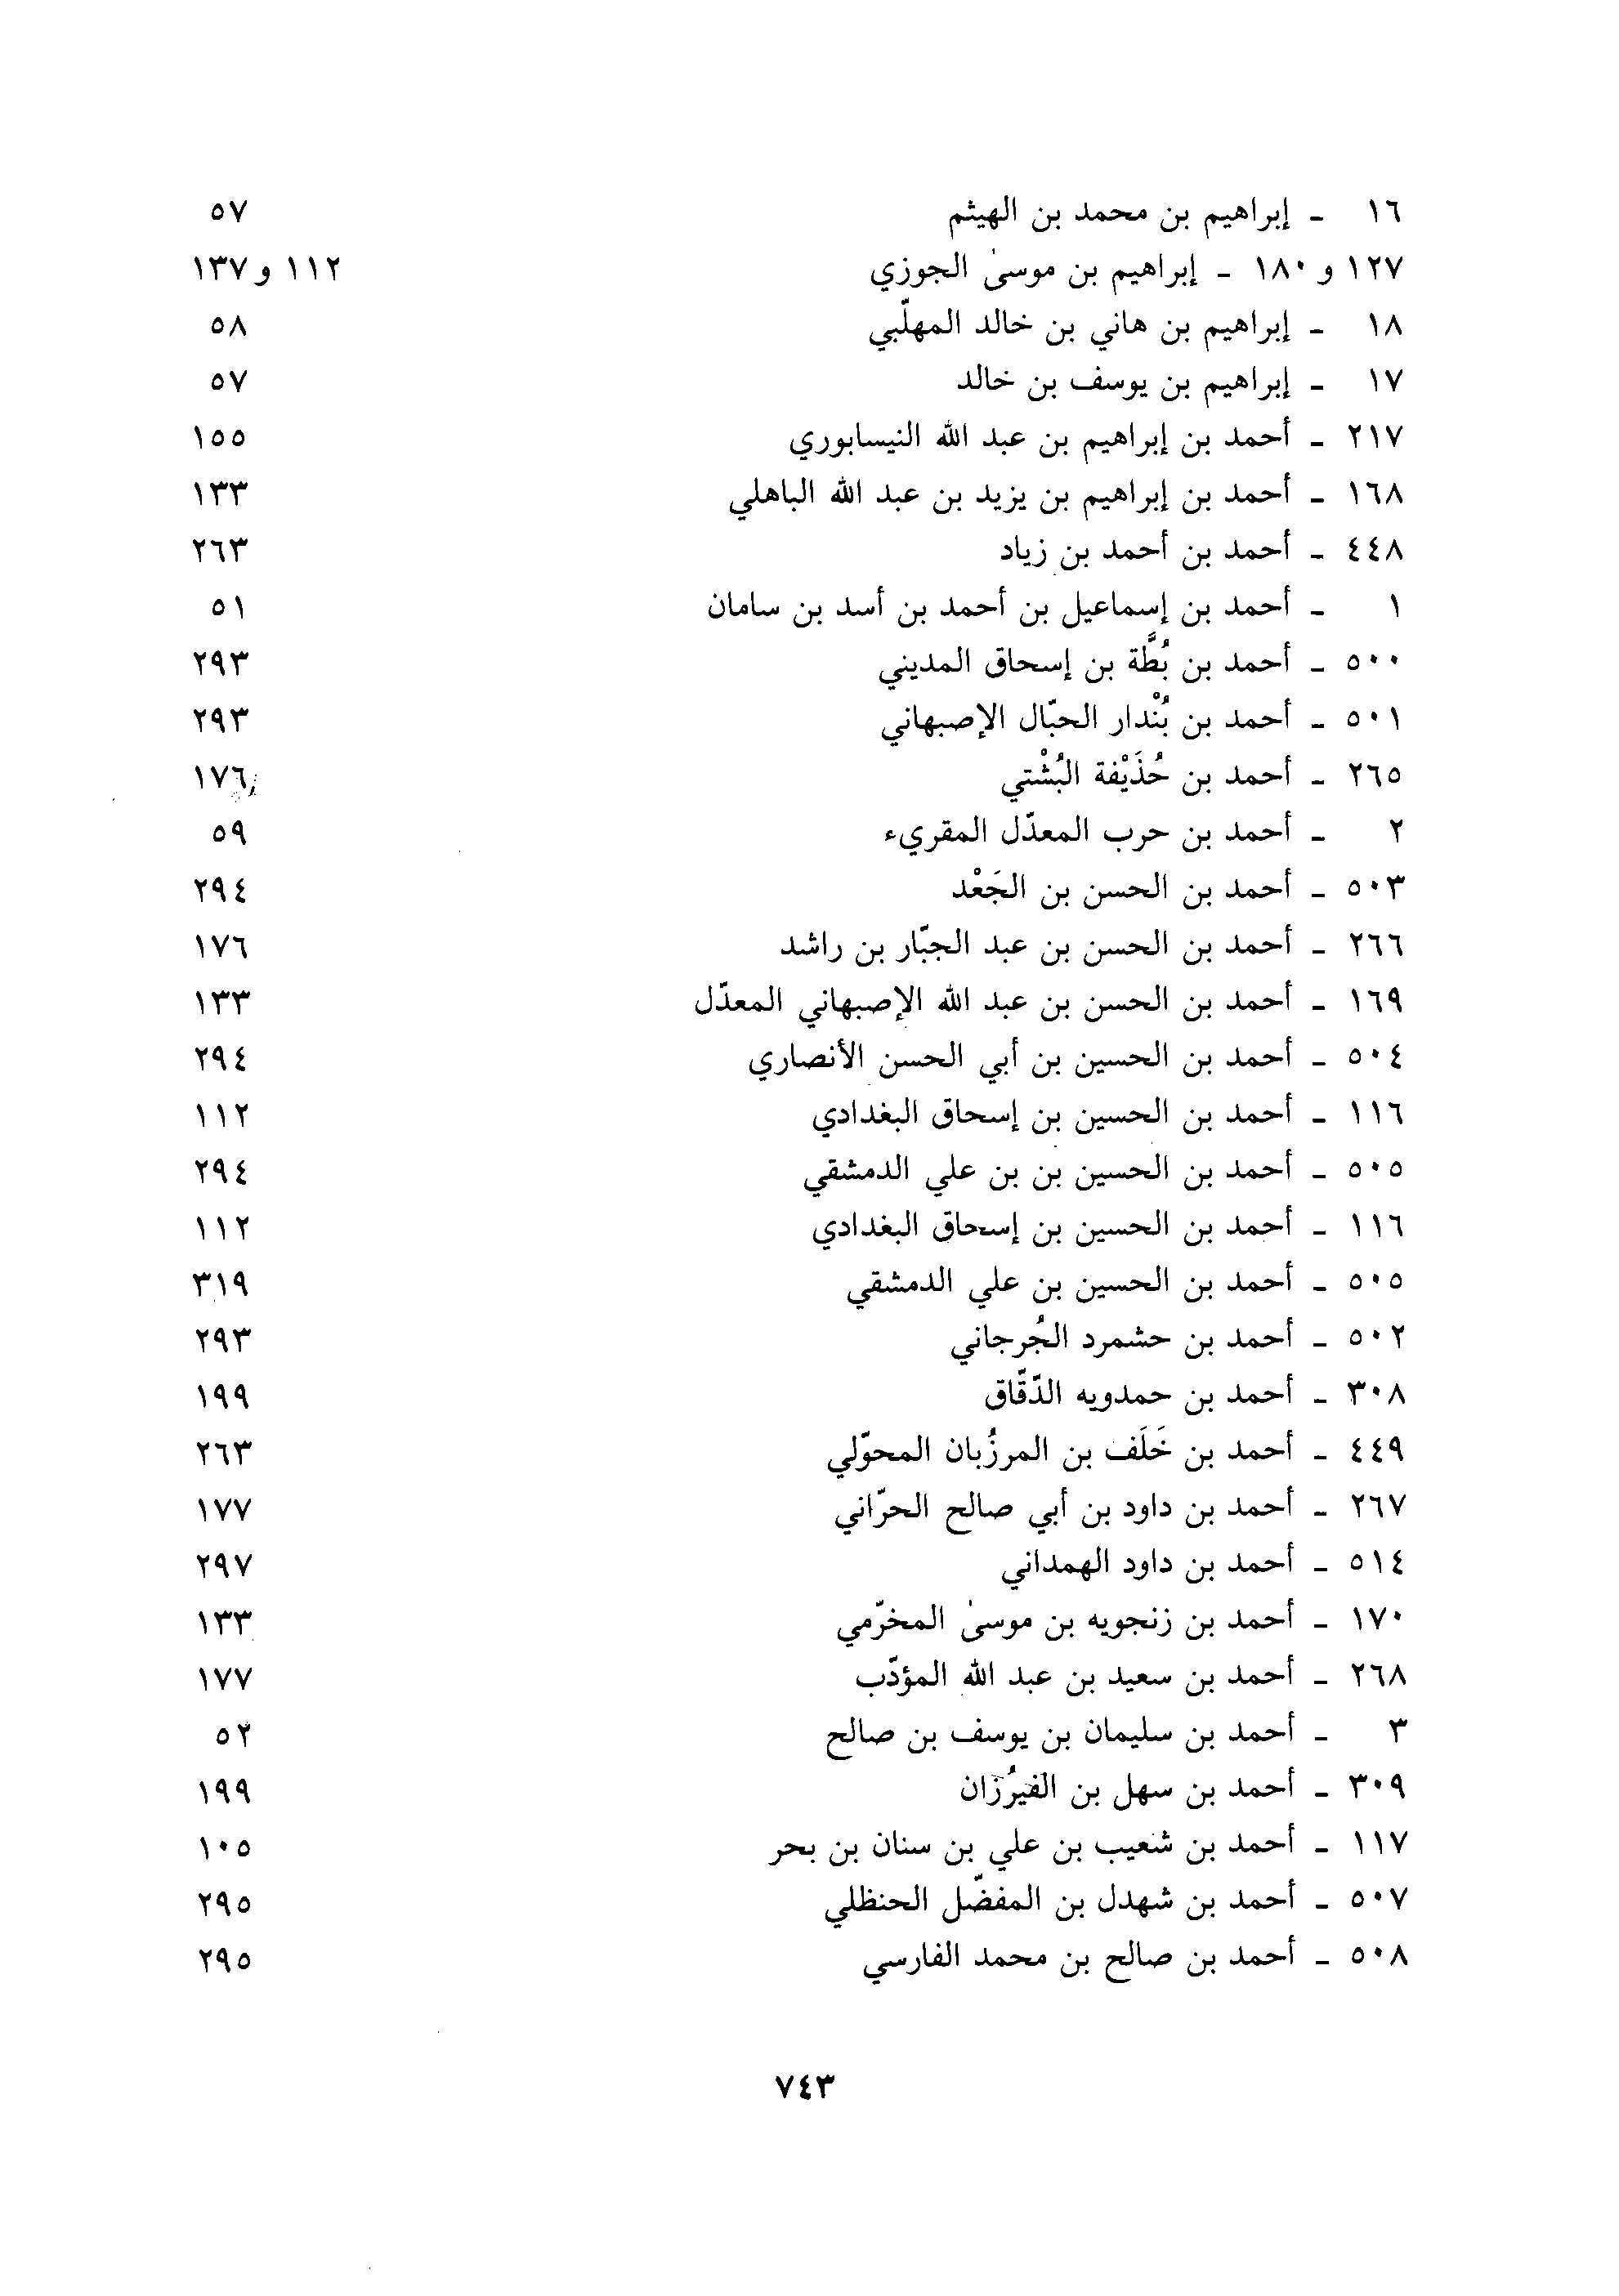 ١٦ - إبراهيم بن محمد بن الهيثم ٥٧
١٢٧ و ١٨٠ - إبراهيم بن موسىٰ الجوزي ١١٢ و ١٣٧
١٨ - إبراهيم بن هاني بن خالد المهلّبي ٥٨
١٧ - إبراهيم بن يوسف بن خالد ٥٧
٢١٧ - أحمد بن إبراهيم بن عبد الله النيسابوري ١٥٥
١٦٨ - أحمد بن إبراهيم بن يزيد بن عبد الله الباهلي ١٣٣
٤٤٨ - أحمد بن أحمد بن زياد ٢٦٣
١ - أحمد بن إسماعيل بن أحمد بن أسد بن سامان ٥١
٥٠٠ - أحمد بن بُطَّة بن إسحاق المديني ٢٩٣
٥٠١ - أحمد بن بُنْدار الحبّال الإصبهاني ٢٩٣
٢٦٥ - أحمد بن حُذَيْفة البُشْتي ١٧٦
٢ - أحمد بن حرب المعدّل المقريء ٥٩
٥٠٣ - أحمد بن الحسن بن الجَعْد ٢٩٤
٢٦٦ - أحمد بن الحسن بن عبد الجبّار بن راشد ١٧٦
١٦٩ - أحمد بن الحسن بن عبد الله الإصبهاني المعدّل ١٣٣
٥٠٤ - أحمد بن الحسين بن أبي الحسن الأنصاري ٢٩٤
١١٦ - أحمد بن الحسين بن إسحاق البغدادي ١١٢
٥٠٥ - أحمد بن الحسين بن بن علي الدمشقي ٢٩٤
١١٦ - أحمد بن الحسين بن إسحاق البغدادي ١١٢
٥٠٥ - أحمد بن الحسين بن علي الدمشقي ٣١٩
٥٠٢ - أحمد بن حشمرد الجُرجاني ٢٩٣
٣٠٨ - أحمد بن حمدويه الدّقّاق ١٩٩
٤٤٩ - أحمد بن خَلَف بن المرزُبان المحوّلي ٢٦٣
٢٦٧ - أحمد بن داود بن أبي صالح الحرّاني ١٧٧
٥١٤ - أحمد بن داود الهمداني ٢٩٧
١٧٠ - أحمد بن زنجويه بن موسىٰ المخرّمي ١٣٣
٢٦٨ - أحمد بن سعيد بن عبد الله المؤدّب ١٧٧
٣ - أحمد بن سليمان بن يوسف بن صالح ٥٢
٣٠٩ - أحمد بن سهل بن الفيرُزان ١٩٩
١١٧ - أحمد بن شعيب بن علي بن سنان بن بحر ١٠٥
٥٠٧ - أحمد بن شهدل بن المفضّل الحنظلي ٢٩٥
٥٠٨ - أحمد بن صالح بن محمد الفارسي ٢٩٥
٧٤٣